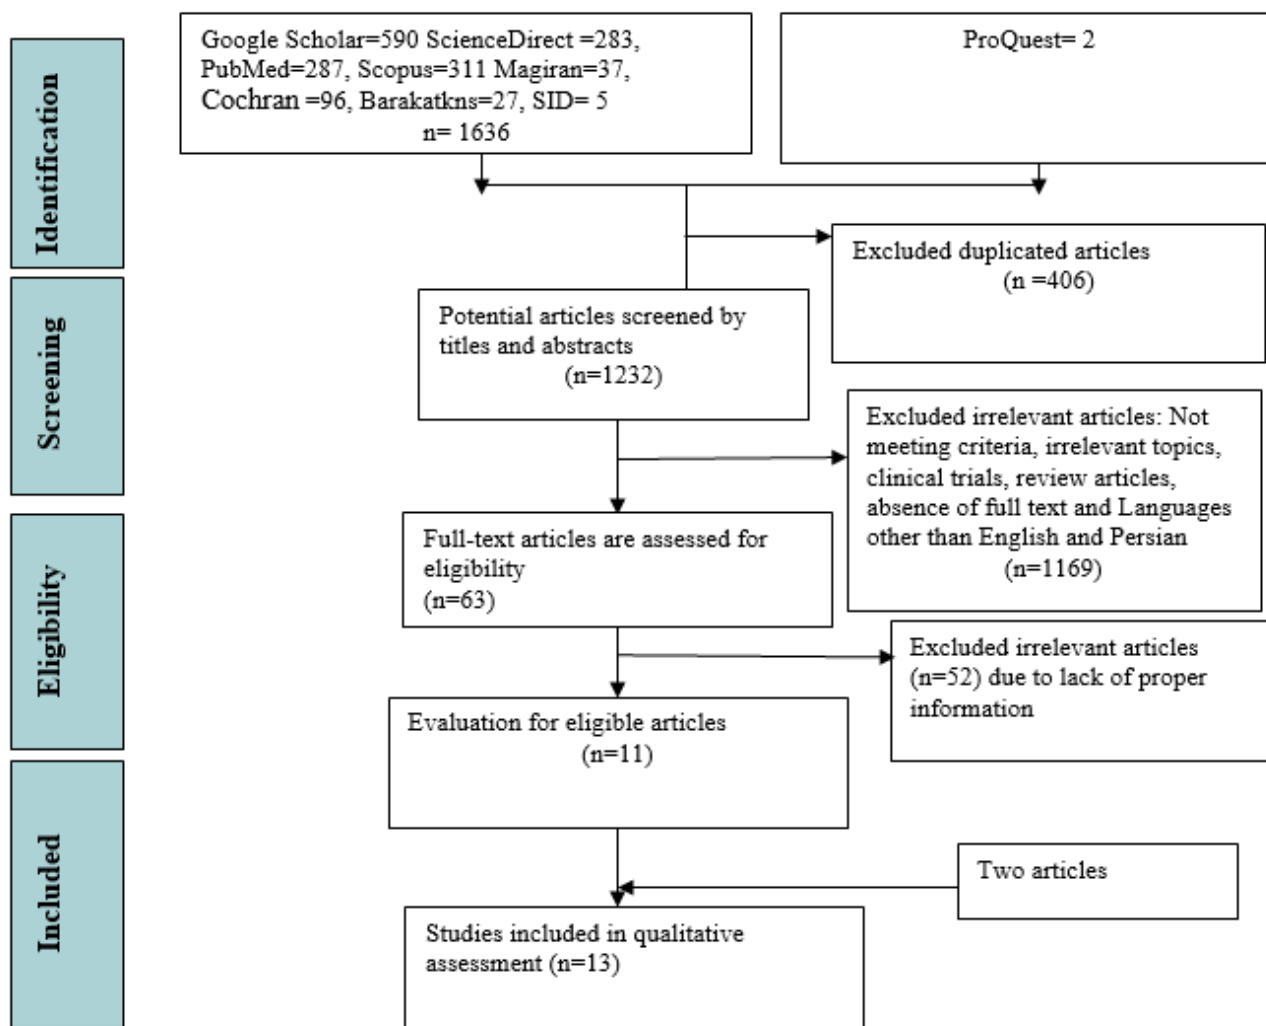 Identification
Google Scholar=590 ScienceDirect =283,
PubMed=287, Scopus=311 Magiran=37,
Cochran =96, Barakatkns=27, SID= 5
n= 1636
ProQuest= 2
Excluded duplicated articles
(n =406)
Screening
Potential articles screened by
titles and abstracts
(n=1232)
Excluded irrelevant articles: Not
meeting criteria, irrelevant topics,
clinical trials, review articles,
absence of full text and Languages
other than English and Persian
(n=1169)
Eligibility
Full-text articles are assessed for
eligibility
(n=63)
Excluded irrelevant articles
(n=52) due to lack of proper
information
Evaluation for eligible articles
(n=11)
Included
Two articles
Studies included in qualitative
assessment (n=13)